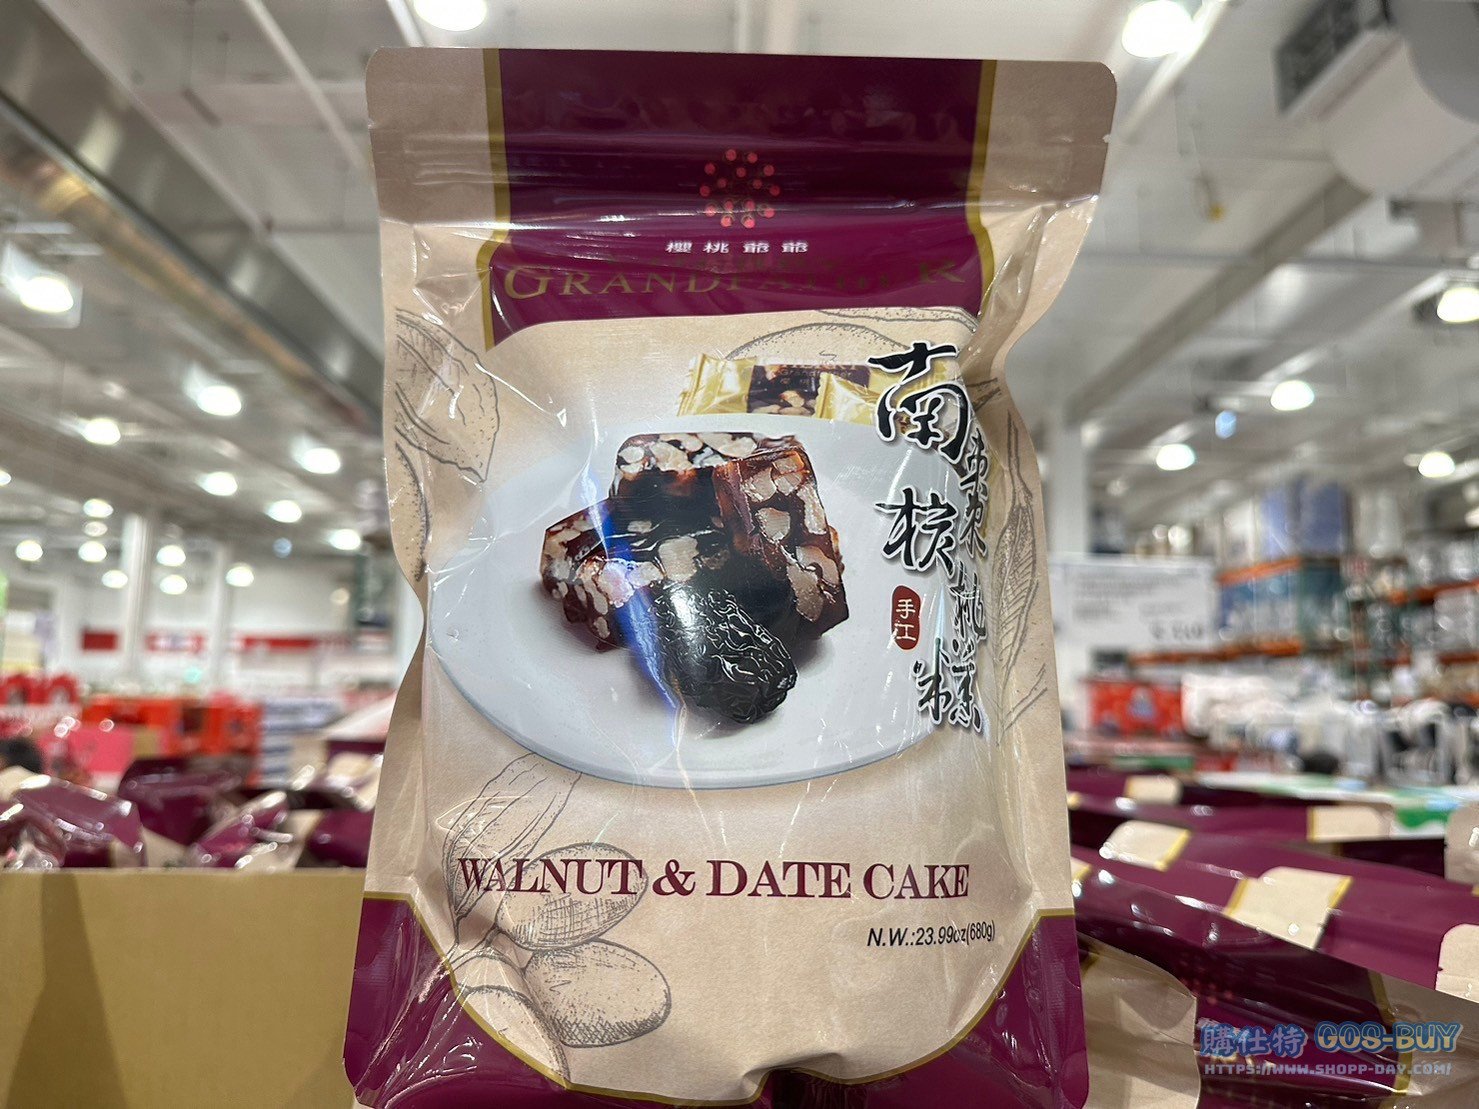 櫻桃爺爺
GRANDFATHER
南棗核桃糕
手工
WALNUT & DATE CAKE
N.W.:23.99oz(680g)
購仕特 GOS-BUY
HTTPS://WWW.SHOPP-DAY.COM/